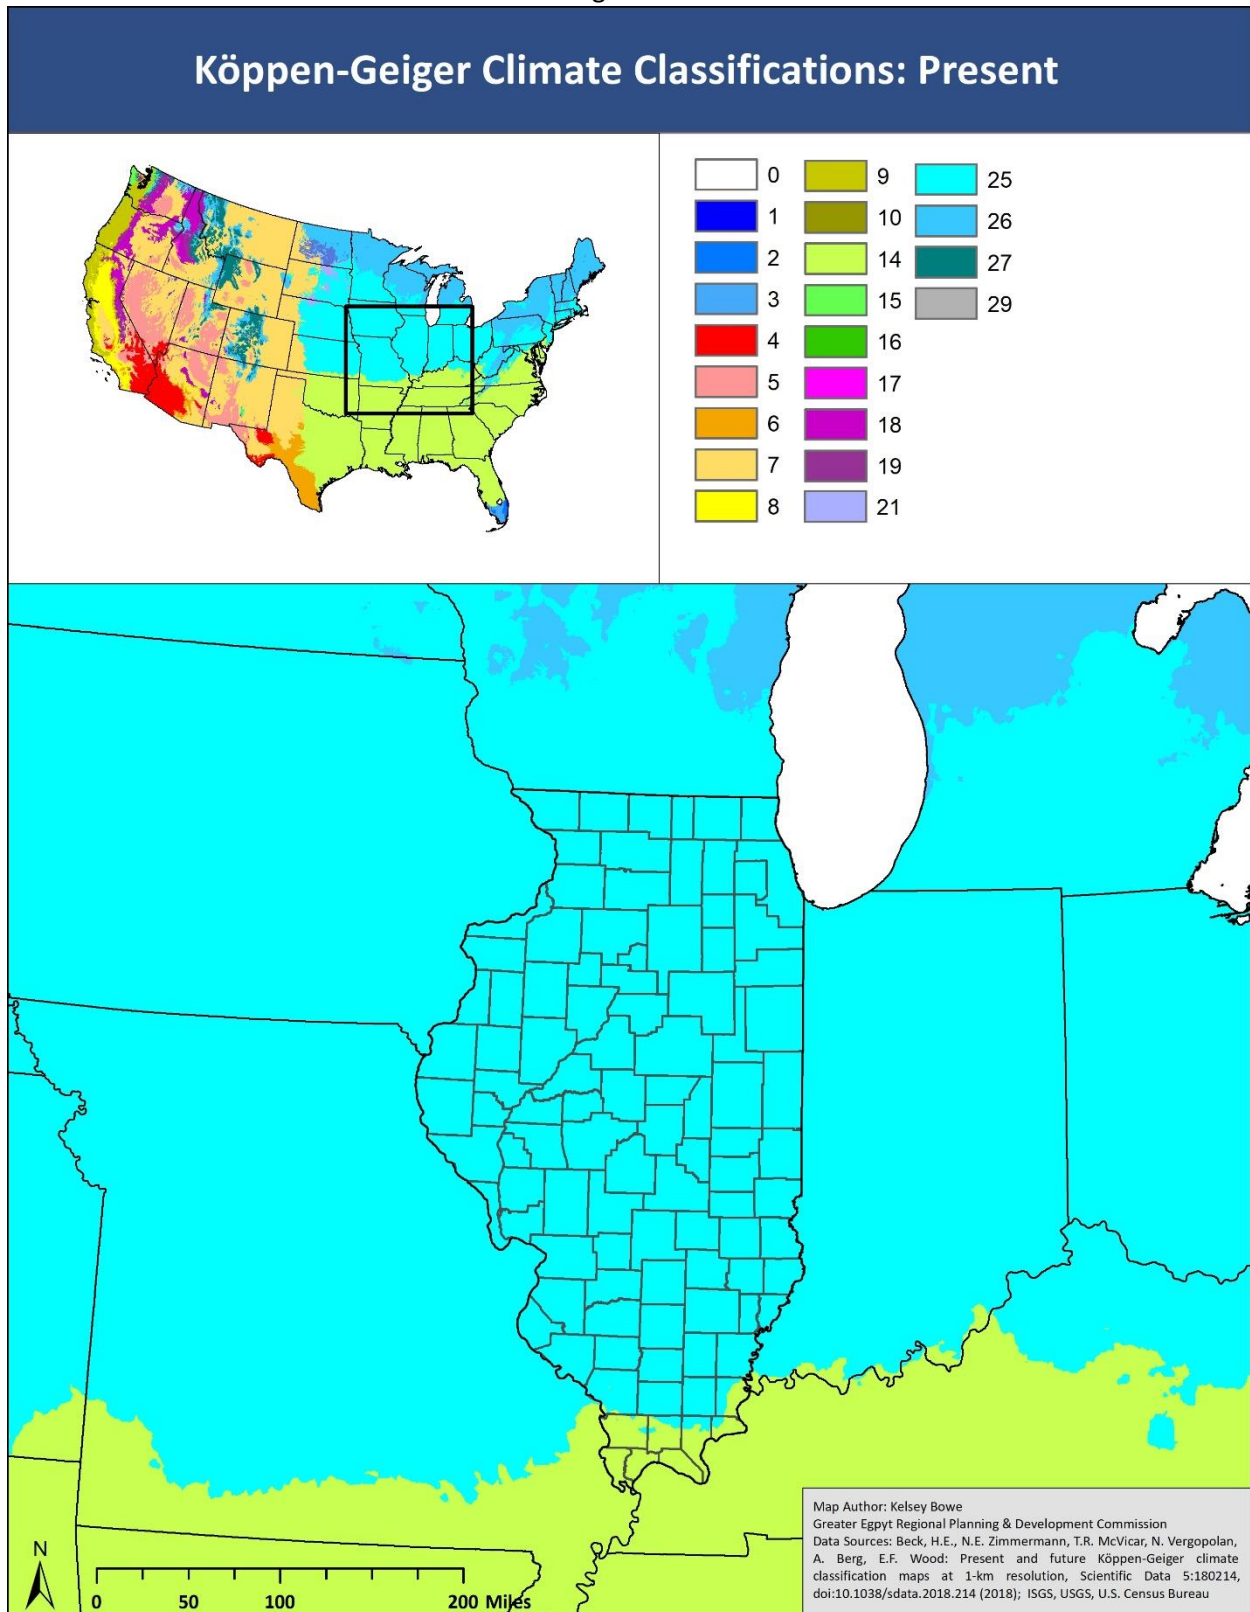 Köppen-Geiger Climate Classifications: Present
0
1
2
3
4
5
6
7
8
9
10
14
15
16
17
18
19
21
25
26
27
29
N
0 50 100 200 Miles
Map Author: Kelsey Bowe
Greater Egpyt Regional Planning & Development Commission
Data Sources: Beck, H.E., N.E. Zimmermann, T.R. McVicar, N. Vergopolan,
A. Berg, E.F. Wood: Present and future Köppen-Geiger climate
classification maps at 1-km resolution, Scientific Data 5:180214,
doi:10.1038/sdata.2018.214 (2018); ISGS, USGS, U.S. Census Bureau